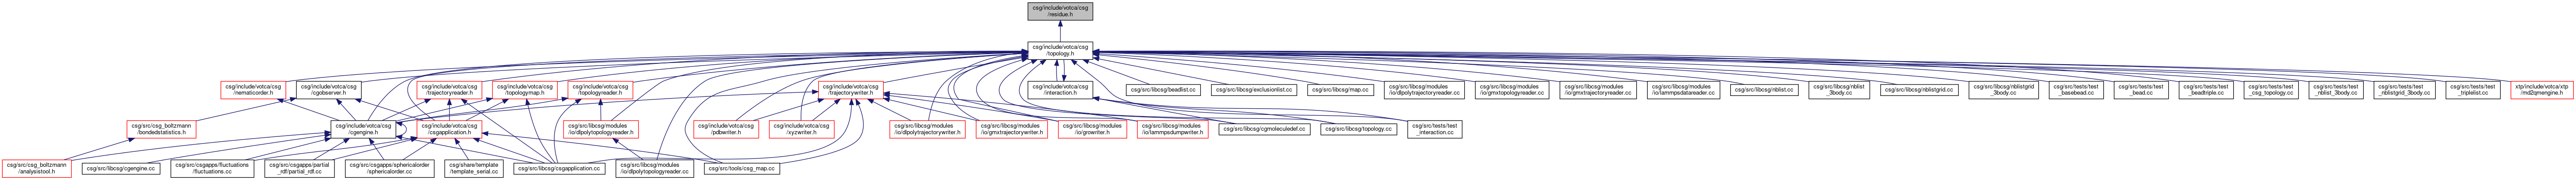 csg/include/votca/csg
/residue.h
csg/include/votca/csg
/topology.h
csg/include/votca/csg
/nematicorder.h
csg/include/votca/csg
/cgobserver.h
csg/include/votca/csg
/trajectoryreader.h
csg/include/votca/csg
/topologymap.h
csg/include/votca/csg
/topologyreader.h
csg/include/votca/csg
/trajectorywriter.h
csg/include/votca/csg
/interaction.h
csg/src/libcsg/beadlist.cc
csg/src/libcsg/exclusionlist.cc
csg/src/libcsg/map.cc
csg/src/libcsg/modules
/io/dlpolytrajectoryreader.cc
csg/src/libcsg/modules
/io/gmxtopologyreader.cc
csg/src/libcsg/modules
/io/gmxtrajectoryreader.cc
csg/src/libcsg/modules
/io/lammpsdatareader.cc
csg/src/libcsg/nblist.cc
csg/src/libcsg/nblist
_3body.cc
csg/src/libcsg/nblistgrid.cc
csg/src/libcsg/nblistgrid
_3body.cc
csg/src/tests/test
_basebead.cc
csg/src/tests/test
_bead.cc
csg/src/tests/test
_beadtriple.cc
csg/src/tests/test
_csg_topology.cc
csg/src/tests/test
_nblist_3body.cc
csg/src/tests/test
_nblistgrid_3body.cc
csg/src/tests/test
_triplelist.cc
xtp/include/votca/xtp
/md2qmengine.h
csg/src/csg_boltzmann
/bondedstatistics.h
csg/include/votca/csg
/cgengine.h
csg/include/votca/csg
/csgapplication.h
csg/src/libcsg/modules
/io/dlpolytopologyreader.h
csg/include/votca/csg
/pdbwriter.h
csg/include/votca/csg
/xyzwriter.h
csg/src/libcsg/modules
/io/dlpolytrajectorywriter.h
csg/src/libcsg/modules
/io/gmxtrajectorywriter.h
csg/src/libcsg/modules
/io/growriter.h
csg/src/libcsg/modules
/io/lammpsdumpwriter.h
csg/src/libcsg/cgmoleculedef.cc
csg/src/libcsg/topology.cc
csg/src/tests/test
_interaction.cc
csg/src/csg_boltzmann
/analysistool.h
csg/src/libcsg/cgengine.cc
csg/src/csgapps/fluctuations
/fluctuations.cc
csg/src/csgapps/partial
_rdf/partial_rdf.cc
csg/src/csgapps/sphericalorder
/sphericalorder.cc
csg/share/template
/template_serial.cc
csg/src/libcsg/csgapplication.cc
csg/src/libcsg/modules
/io/dlpolytopologyreader.cc
csg/src/tools/csg_map.cc